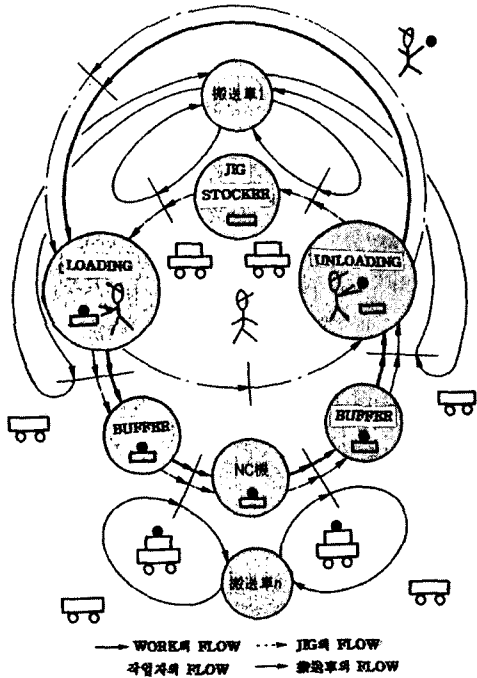 搬送車1
JIG
STOCKER
LOADING
UNLOADING
BUFFER
BUFFER
NC機
搬送車n
WORK의 FLOW
JIG의 FLOW
작업자의 FLOW
搬送車의 FLOW